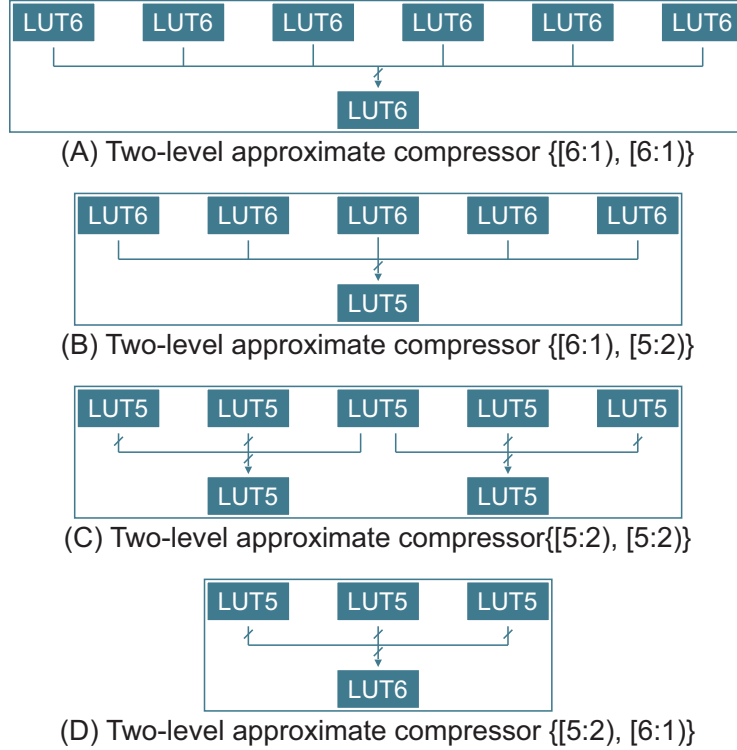 LUT6 LUT6 LUT6 LUT6 LUT6 LUT6
LUT6
(A) Two-level approximate compressor {[6:1), [6:1)}
LUT6 LUT6 LUT6 LUT6 LUT6
LUT5
(B) Two-level approximate compressor {[6:1), [5:2)}
LUT5 LUT5 LUT5 LUT5 LUT5
LUT5 LUT5
(C) Two-level approximate compressor{[5:2), [5:2)}
LUT5 LUT5 LUT5
LUT6
(D) Two-level approximate compressor {[5:2), [6:1)}